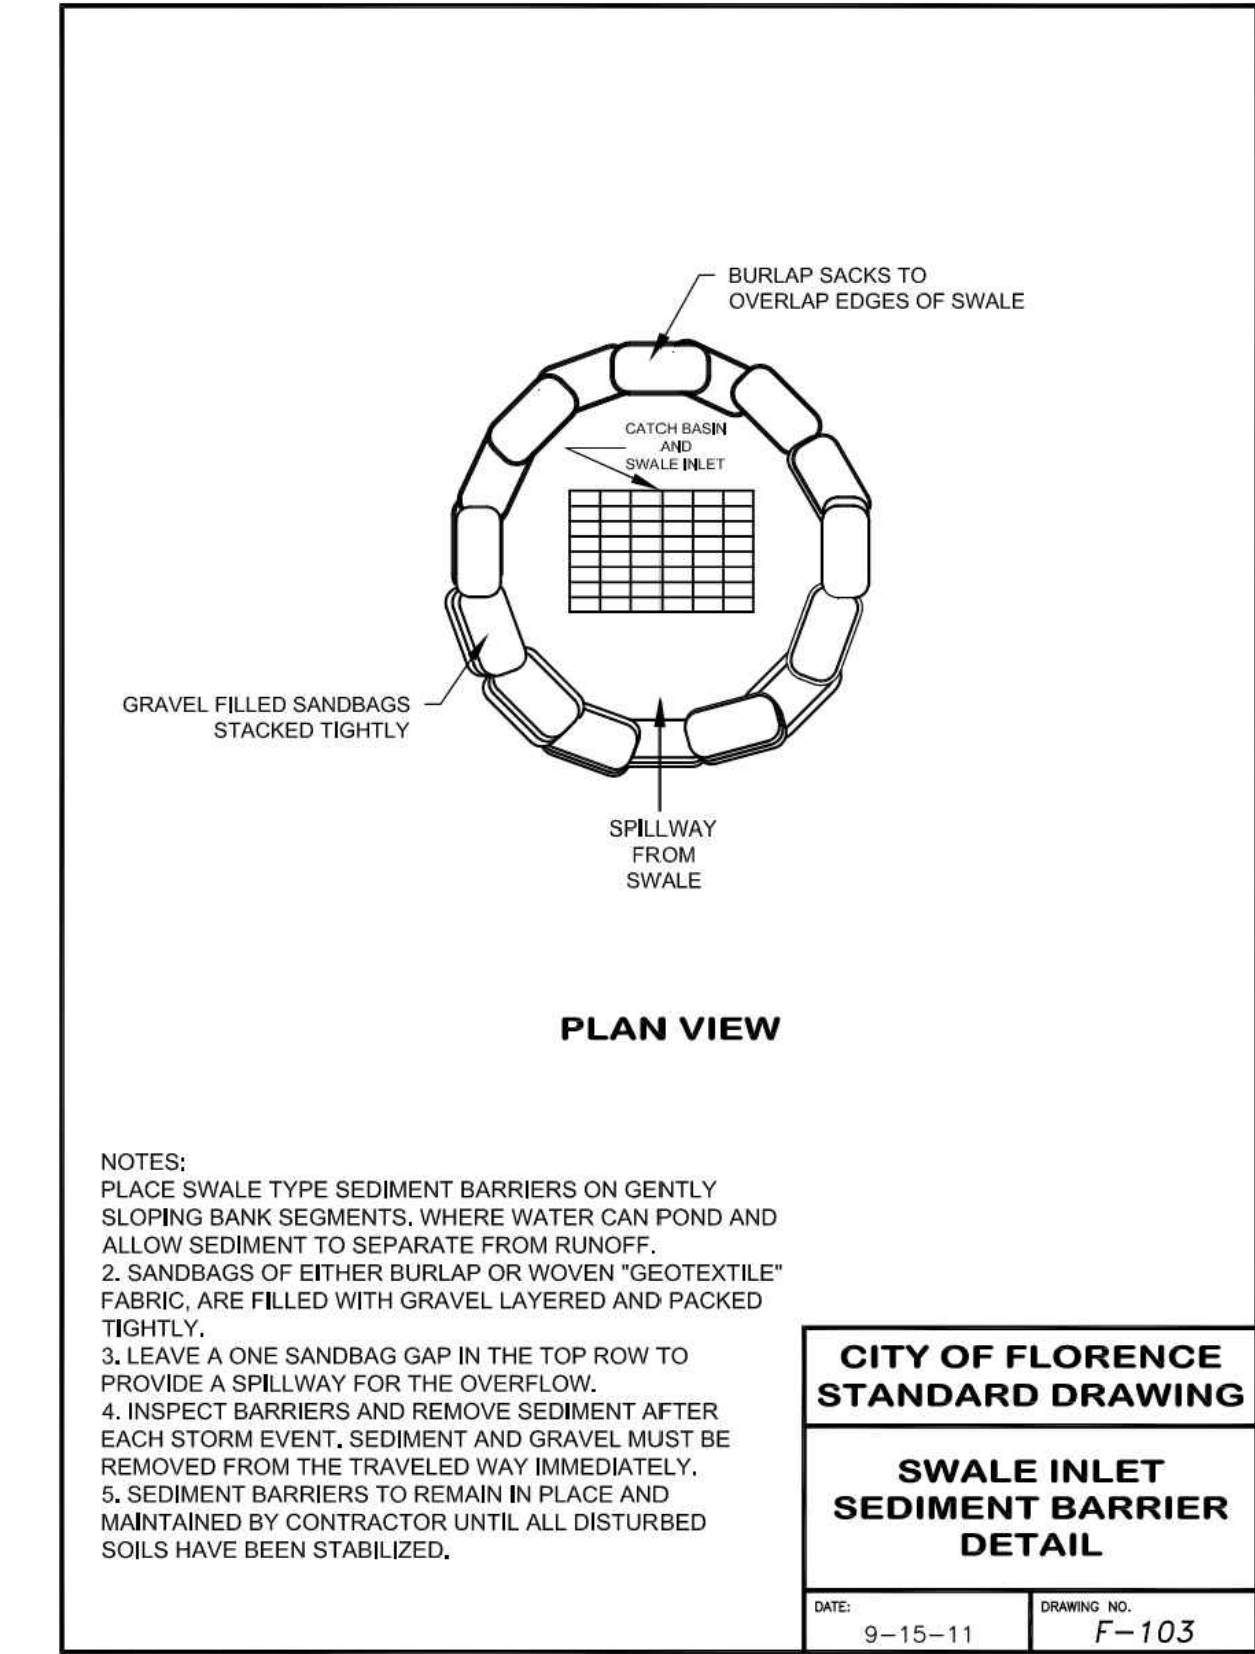 BURLAP SACKS TO
OVERLAP EDGES OF SWALE
CATCH BASIN
AND
SWALE INLET
GRAVEL FILLED SANDBAGS
STACKED TIGHTLY
SPILLWAY
FROM
SWALE
PLAN VIEW
NOTES:
PLACE SWALE TYPE SEDIMENT BARRIERS ON GENTLY
SLOPING BANK SEGMENTS. WHERE WATER CAN POND AND
ALLOW SEDIMENT TO SEPARATE FROM RUNOFF.
2. SANDBAGS OF EITHER BURLAP OR WOVEN "GEOTEXTILE"
FABRIC, ARE FILLED WITH GRAVEL LAYERED AND PACKED
TIGHTLY.
3. LEAVE A ONE SANDBAG GAP IN THE TOP ROW TO
PROVIDE A SPILLWAY FOR THE OVERFLOW.
4. INSPECT BARRIERS AND REMOVE SEDIMENT AFTER
EACH STORM EVENT. SEDIMENT AND GRAVEL MUST BE
REMOVED FROM THE TRAVELED WAY IMMEDIATELY.
5. SEDIMENT BARRIERS TO REMAIN IN PLACE AND
MAINTAINED BY CONTRACTOR UNTIL ALL DISTURBED
SOILS HAVE BEEN STABILIZED.
CITY OF FLORENCE
STANDARD DRAWING
SWALE INLET
SEDIMENT BARRIER
DETAIL
DATE:
9-15-11
DRAWING NO.
F-103